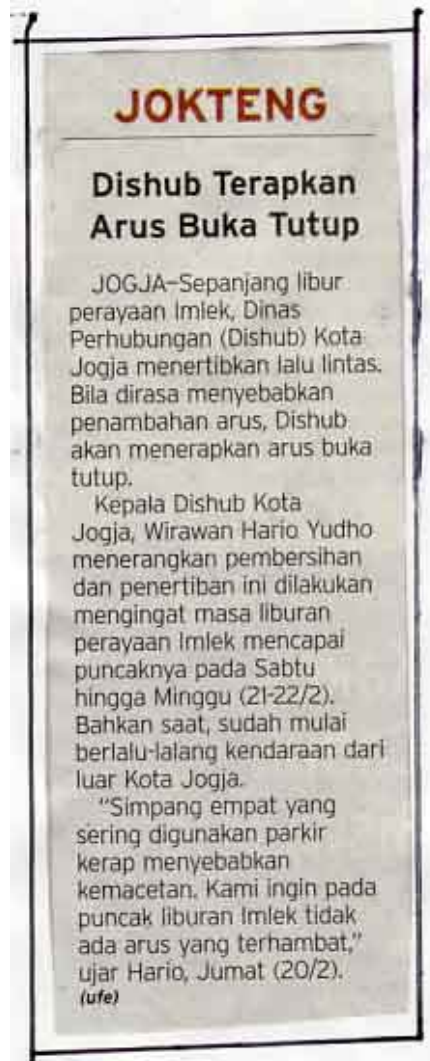 JOKTENG
Dishub Terapkan
Arus Buka Tutup
JOGJA–Sepanjang libur
perayaan Imlek, Dinas
Perhubungan (Dishub) Kota
Jogja menertibkan lalu lintas.
Bila dirasa menyebabkan
penambahan arus, Dishub
akan menerapkan arus buka
tutup.
Kepala Dishub Kota
Jogja, Wirawan Hario Yudho
menerangkan pembersihan
dan penertiban ini dilakukan
mengingat masa liburan
perayaan Imlek mencapai
puncaknya pada Sabtu
hingga Minggu (21-22/2).
Bahkan saat, sudah mulai
berlalu-lalang kendaraan dari
luar Kota Jogja.
"Simpang empat yang
sering digunakan parkir
kerap menyebabkan
kemacetan. Kami ingin pada
puncak liburan Imlek tidak
ada arus yang terhambat,"
ujar Hario, Jumat (20/2).
(ufe)